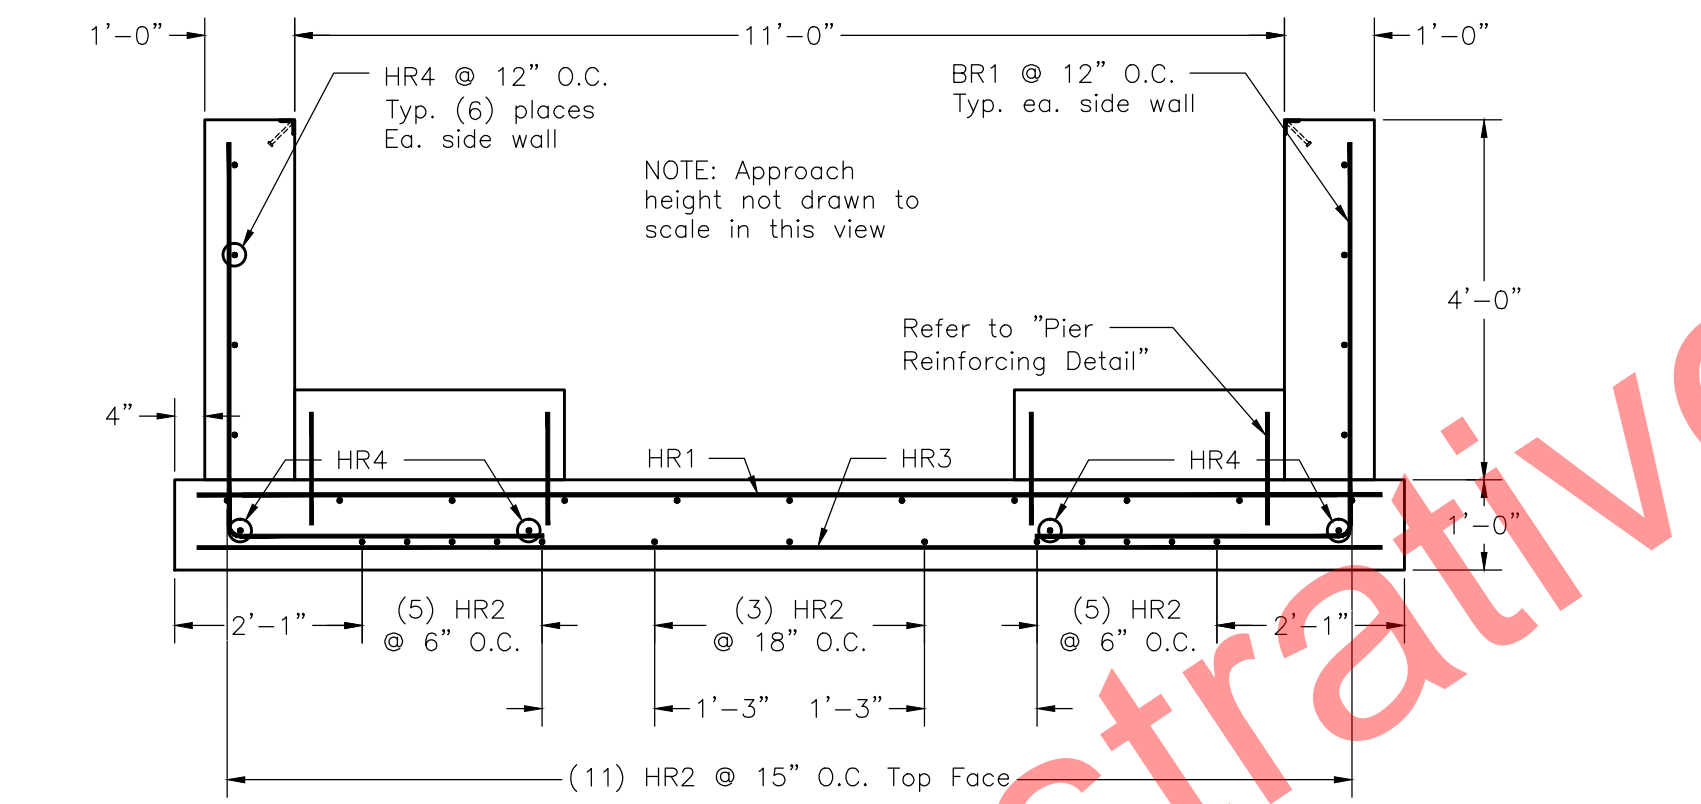 1'-0"
11'-0"
1'-0"
HR4 @ 12" O.C.
Typ. (6) places
Ea. side wall
BR1 @ 12" O.C.
Typ. ea. side wall
NOTE: Approach
height not drawn to
scale in this view
4'-0"
Refer to "Pier
Reinforcing Detail"
4"
HR4
HR1
HR3
HR4
1'-0"
2'-1"
(5) HR2
@ 6" O.C.
(3) HR2
@ 18" O.C.
(5) HR2
@ 6" O.C.
2'-1"
1'-3"
1'-3"
(11) HR2 @ 15" O.C. Top Face
strative